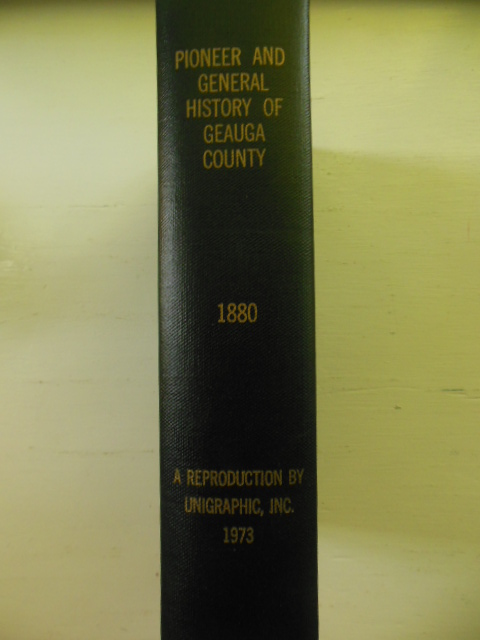 PIONEER AND
GENERAL
HISTORY OF
GEAUGA
COUNTY
1880
A REPRODUCTION BY
UNIGRAPHIC, INC.
1973